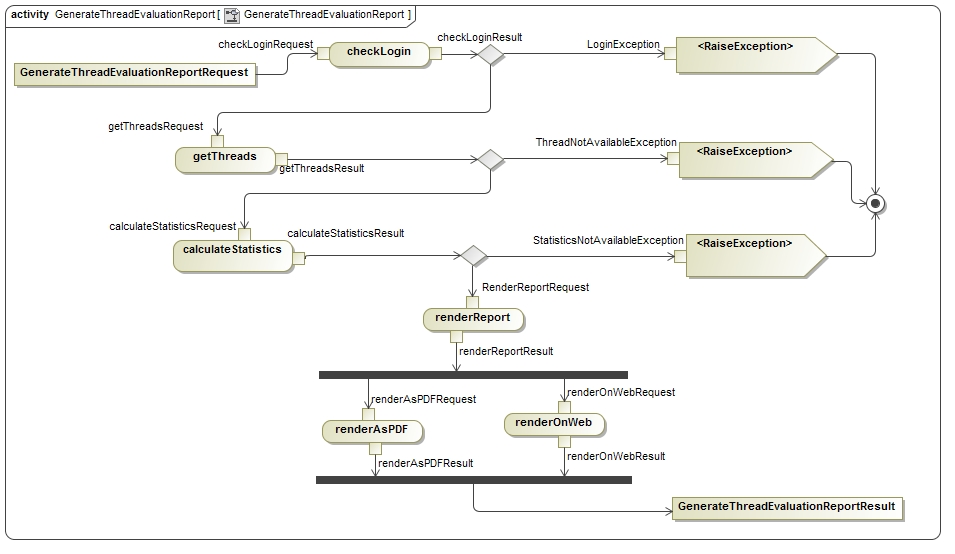 activity GenerateThreadEvaluationReport [ GenerateThreadEvaluationReport ]
checkLoginRequest
checkLogin
checkLoginResult
LoginException
<RaiseException>
GenerateThreadEvaluationReportRequest
getThreadsRequest
getThreads
getThreadsResult
ThreadNotAvailableException
<RaiseException>
calculateStatisticsRequest
calculateStatistics
calculateStatisticsResult
StatisticsNotAvailableException
<RaiseException>
RenderReportRequest
renderReport
renderReportResult
renderAsPDFRequest
renderOnWebRequest
renderAsPDF
renderOnWeb
renderAsPDFResult
renderOnWebResult
GenerateThreadEvaluationReportResult